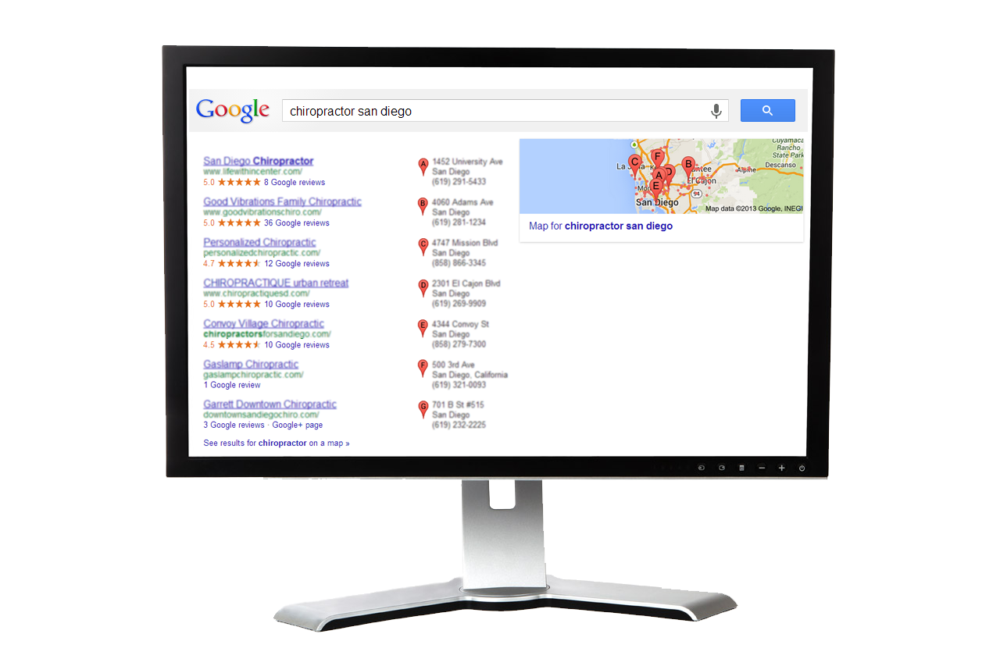 Google
chiropractor san diego
San Diego Chiropractor
www.lifewithincenter.com/
5.0 ★★★★★ 8 Google reviews
A 1452 University Ave
San Diego
(619) 291-5433
Good Vibrations Family Chiropractic
www.goodvibrationschiro.com/
5.0 ★★★★★ 36 Google reviews
B 4060 Adams Ave
San Diego
(619) 281-1234
Personalized Chiropractic
personalizedchiropractic.com/
4.7 12 Google reviews
C 4747 Mission Blvd
San Diego
(858) 866-3345
CHIROPRACTIQUE urban retreat
www.chiropractiquesd.com/
5.0 ★★★★★ 10 Google reviews
D 2301 El Cajon Blvd
San Diego
(619) 269-9909
Convoy Village Chiropractic
chiropractorsforsandiego.com/
4.5 10 Google reviews
E 4344 Convoy St
San Diego
(858) 279-7300
Gaslamp Chiropractic
gaslampchiropractic.com/
1 Google review
F 500 3rd Ave
San Diego, California
(619) 321-0093
Garrett Downtown Chiropractic
downtownsandiegochiro.com/
3 Google reviews · Google+ page
G 701 B St #515
San Diego
(619) 232-2225
See results for chiropractor on a map »
Cuyamaca
Rancho
State Park
C F B
La
Alpine
Descanso
A D
El Cajon
E
94
San Diego
Map data ©2013 Google, INEGI
Map for chiropractor san diego